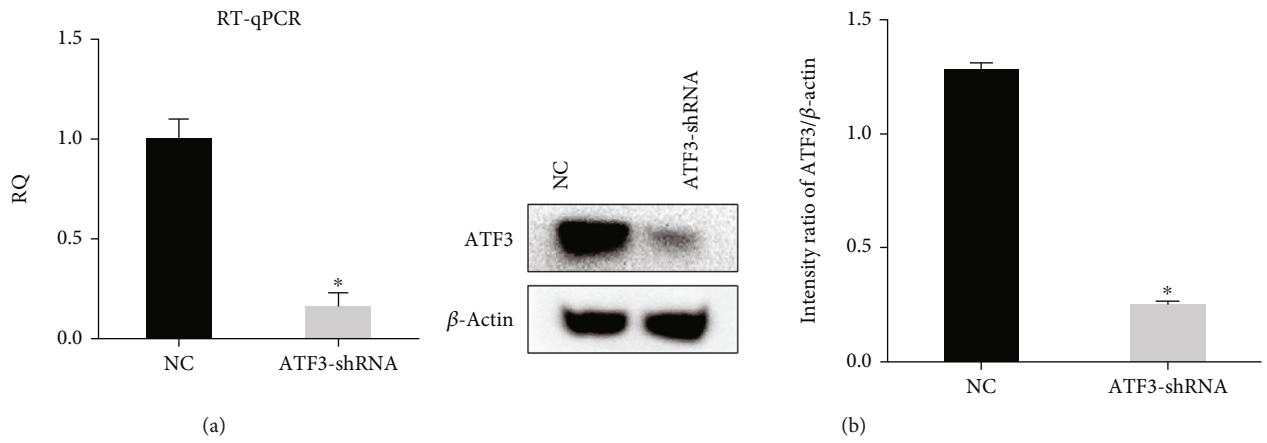 RT-qPCR
1.5
1.0
0.5
0.0
RQ
NC
ATF3-shRNA
*
(a)
NC
ATF3-shRNA
ATF3
β-Actin
1.5
1.0
0.5
0.0
Intensity ratio of ATF3/β-actin
NC
ATF3-shRNA
*
(b)